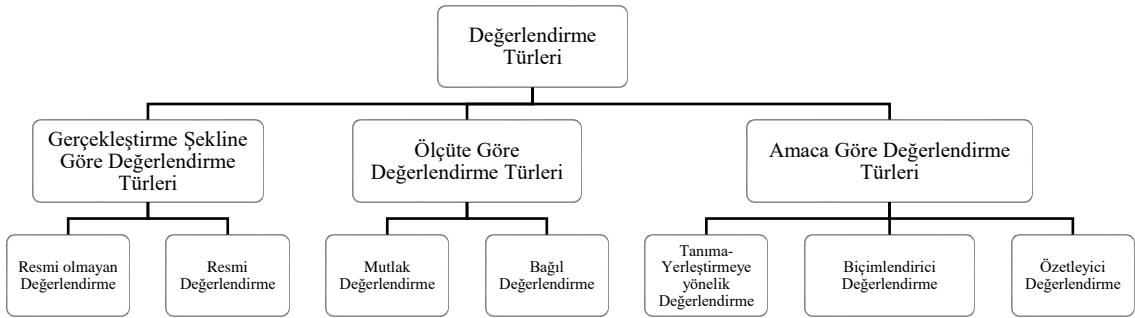 Değerlendirme
Türleri
Gerçekleştirme Şekline
Göre Değerlendirme
Türleri
Ölçüte Göre
Değerlendirme Türleri
Amaca Göre Değerlendirme
Türleri
Resmi olmayan
Değerlendirme
Resmi
Değerlendirme
Mutlak
Değerlendirme
Bağıl
Değerlendirme
Tanıma-
Yerleştirmeye
yönelik
Değerlendirme
Biçimlendirici
Değerlendirme
Özetleyici
Değerlendirme